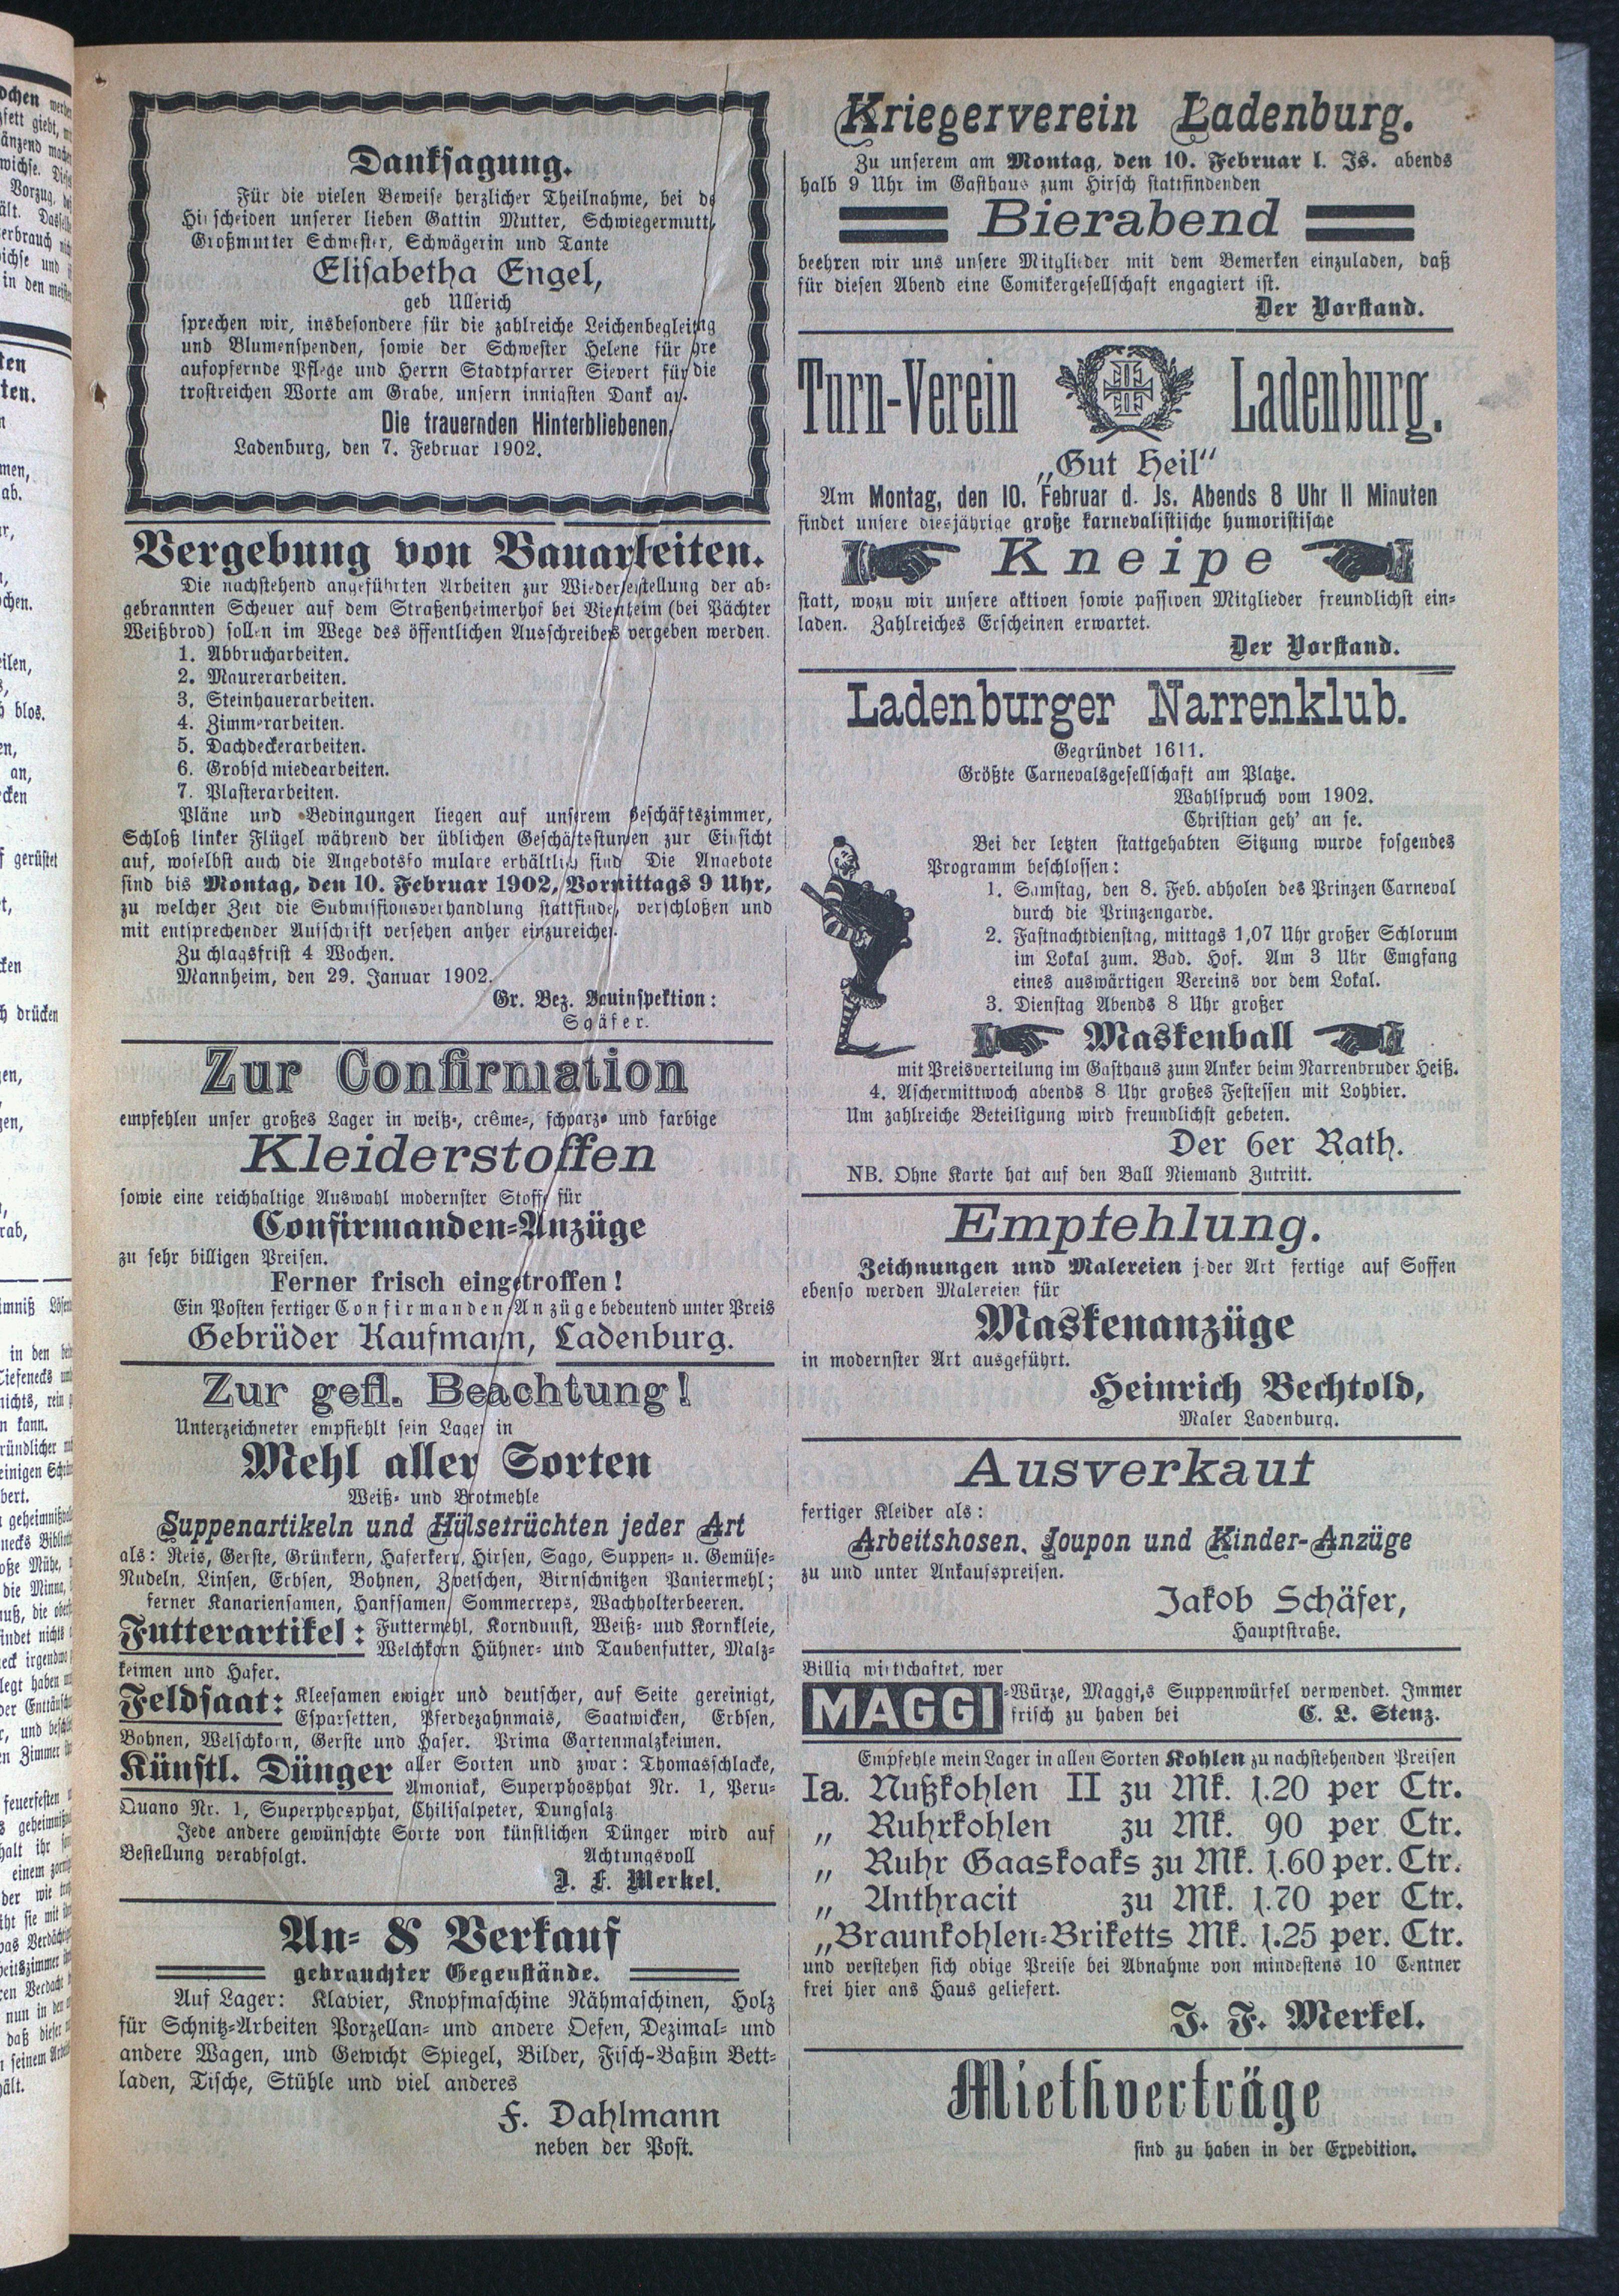 Danksagung.
Für die vielen Beweise herzlicher Theilnahme, bei de
Hinscheiden unserer lieben Gattin Mutter, Schwiegermutt
Großmutter Schwester, Schwägerin und Tante
Elisabetha Engel,
geb Ullerich
sprechen wir, insbesondere für die zahlreiche Leichenbegleitng
und Blumenspenden, sowie der Schwester Helene für hre
aufopfernde Pflege und Herrn Stadtpfarrer Sievert für die
trostreichen Worte am Grabe, unsern innigsten Dank au.
Die trauernden Hinterbliebenen.
Ladenburg, den 7. Februar 1902.
Vergebung von Bauarbeiten.
Die nachstehend angeführten Arbeiten zur Wiederherstellung der ab-
gebrannten Scheuer auf dem Straßenheimerhof bei Viernheim (bei Pächter
Weißbrod) sollen im Wege des öffentlichen Ausschreibens vergeben werden.
1. Abbrucharbeiten.
2. Maurerarbeiten.
3. Steinhauerarbeiten.
4. Zimmerarbeiten.
5. Dachdeckerarbeiten.
6. Grobschmiedearbeiten.
7. Plasterarbeiten.
Pläne und Bedingungen liegen auf unserem Geschäftszimmer,
Schloß linker Flügel während der üblichen Geschäftsstunden zur Einsicht
auf, woselbst auch die Angebotsfo mulare erhältlich sind Die Angebote
sind bis Montag, den 10. Februar 1902, Vormittags 9 Uhr,
zu welcher Zeit die Submissionsverhandlung stattfindet, verschloßen und
mit entsprechender Aufschrift versehen anher einzureichen.
Zu chlagsfrist 4 Wochen.
Mannheim, den 29. Januar 1902.
Gr. Bez. Bauinspektion:
Sgäfer.
Zur Confirmation
empfehlen unser großes Lager in weiß-, crême-, schwarz- und farbige
Kleiderstoffen
sowie eine reichhaltige Auswahl modernster Stoffe für
Confirmanden-Anzüge
zu sehr billigen Preisen.
Ferner frisch eingetroffen!
Ein Posten fertiger Confirmanden-Anzüge bedeutend unter Preis
Gebrüder Kaufmann, Ladenburg.
Zur gefl. Beachtung!
Unterzeichneter empfiehlt sein Lager in
Mehl aller Sorten
Weiß- und Brotmehle
Suppenartikeln und Hülsefrüchten jeder Art
als: Reis, Gerste, Grünkern, Haferkern, Hirsen, Sago, Suppen- u. Gemüse-
Nudeln, Linsen, Erbsen, Bohnen, Zwetschen, Birnschnitzen Paniermehl;
ferner Kanariensamen, Hanfsamen, Sommerreps, Wachholterbeeren.
Futterartikel: Futtermehl, Korndunst, Weiß- uud Kornkleie,
Welchkorn Hühner- und Taubenfutter, Malz-
keimen und Hafer.
Feldsaat: Kleesamen ewiger und deutscher, auf Seite gereinigt,
Esparsetten, Pferdezahnmais, Saatwicken, Erbsen,
Bohnen, Welschkorn, Gerste und Hafer. Prima Gartenmalzkeimen.
Künstl. Dünger aller Sorten und zwar: Thomasschlacke,
Amoniak, Superphosphat Nr. 1, Peru-
Quano Nr. 1, Superphosphat, Chilisalpeter, Dungsalz
Jede andere gewünschte Sorte von künstlichen Dünger wird auf
Bestellung verabfolgt. Achtungsvoll
J. F. Merkel.
An- & Verkauf
gebrauchter Gegenstände.
Auf Lager: Klavier, Knopfmaschine Nähmaschinen, Holz
für Schnitz-Arbeiten Porzellan- und andere Oefen, Dezimal- und
andere Wagen, und Gewicht Spiegel, Bilder, Fisch-Baßin Bett-
laden, Tische, Stühle und viel anderes
F. Dahlmann
neben der Post.
Kriegerverein Ladenburg.
Zu unserem am Montag, den 10. Februar l. Js. abends
halb 9 Uhr im Gasthaus zum Hirsch stattfindenden
Bierabend
beehren wir uns unsere Mitglieder mit dem Bemerken einzuladen, daß
für diesen Abend eine Comikergesellschaft engagiert ist.
Der Vorstand.
Turn-Verein Ladenburg.
„Gut Heil“
Am Montag, den 10. Februar d. Js. Abends 8 Uhr 11 Minuten
findet unsere diesjährige große karnevalistische humoristische
Kneipe
statt, wozu wir unsere aktiven sowie passiven Mitglieder freundlichst ein-
laden. Zahlreiches Erscheinen erwartet.
Der Vorstand.
Ladenburger Narrenklub.
Gegründet 1611.
Größte Carnevalsgesellschaft am Platze.
Wahlspruch vom 1902.
Christian geh' an se.
Bei der letzten stattgehabten Sitzung wurde fosgendes
Programm beschlossen:
1. Samstag, den 8. Feb. abholen des Prinzen Carneval
durch die Prinzengarde.
2. Fastnachtdienstag, mittags 1,07 Uhr großer Schlorum
im Lokal zum. Bad. Hof. Am 3 Uhr Emgfang
eines auswärtigen Vereins vor dem Lokal.
3. Dienstag Abends 8 Uhr großer
Maskenball
mit Preisverteilung im Gasthaus zum Anker beim Narrenbruder Heiß.
4. Aschermittwoch abends 8 Uhr großes Festessen mit Lohbier.
Um zahlreiche Beteiligung wird freundlichst gebeten.
Der 6er Rath.
NB. Ohne Karte hat auf den Ball Niemand Zutritt.
Empfehlung.
Zeichnungen und Malereien jeder Art fertige auf Soffen
ebenso werden Malereien für
Maskenanzüge
in modernster Art ausgeführt.
Heinrich Bechtold,
Maler Ladenburg.
Ausverkauf
fertiger Kleider als:
Arbeitshosen, Joupon und Kinder-Anzüge
zu und unter Ankaufspreisen.
Jakob Schäfer,
Hauptstraße.
Billig wirtschaftet, wer
MAGGI-Würze, Maggi,s Suppenwürfel verwendet. Immer
frisch zu haben bei C. L. Stenz.
Empfehle mein Lager in allen Sorten Kohlen zu nachstehenden Preisen
Ia. Nußkohlen II zu Mk. 1.20 per Ctr.
„ Ruhrkohlen zu Mk. 90 per Ctr.
„ Ruhr Gaaskoaks zu Mk. 1.60 per. Ctr.
„ Anthracit zu Mk. 1.70 per Ctr.
„Braunkohlen-Briketts Mk. 1.25 per. Ctr.
und verstehen sich obige Preise bei Abnahme von mindestens 10 Centner
frei hier ans Haus geliefert.
J. F. Merkel.
Miethverträge
sind zu haben in der Expedition.